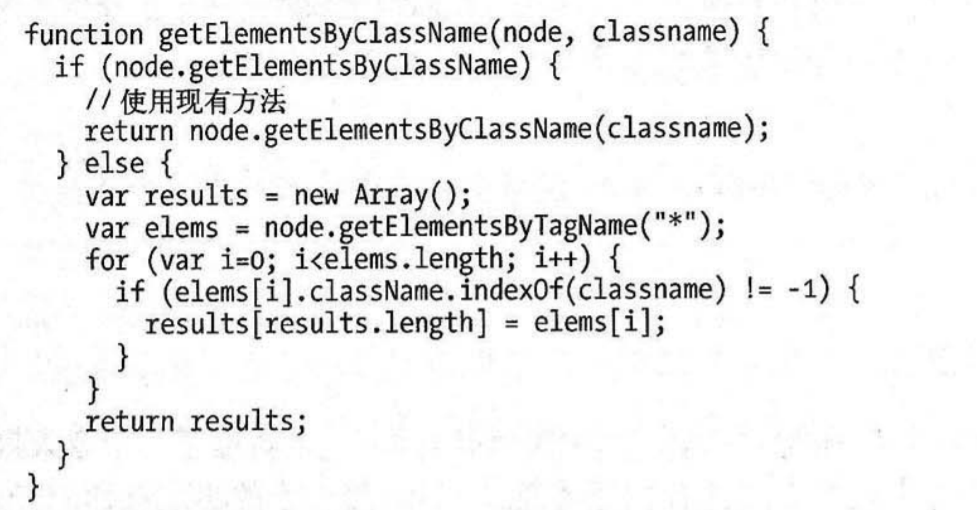 function getElementsByClassName(node, classname) {
  if (node.getElementsByClassName) {
    // 使用现有方法
    return node.getElementsByClassName(classname);
  } else {
    var results = new Array();
    var elems = node.getElementsByTagName("*");
    for (var i=0; i<elems.length; i++) {
      if (elems[i].className.indexOf(classname) != -1) {
        results[results.length] = elems[i];
      }
    }
    return results;
  }
}